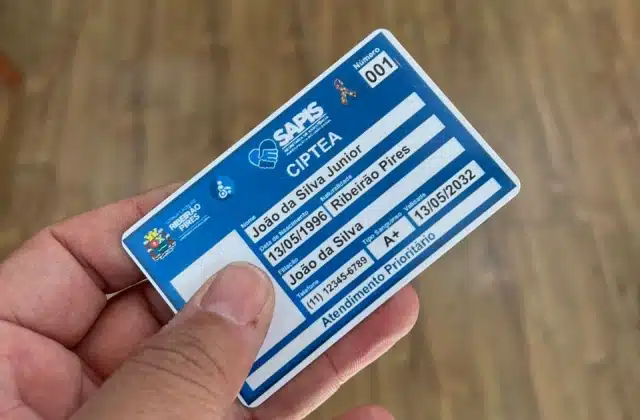 Número
001
SAPIS
CIPTEA
RIBEIRÃO
PIRES
Nome
João da Silva Junior
Data de Nascimento Naturalidade
13/05/1996 Ribeirão Pires
Filiação
João da Silva
Telefone Tipo Sanguíneo Validade
(11) 12345-6789 A+ 13/05/2032
Atendimento Prioritário